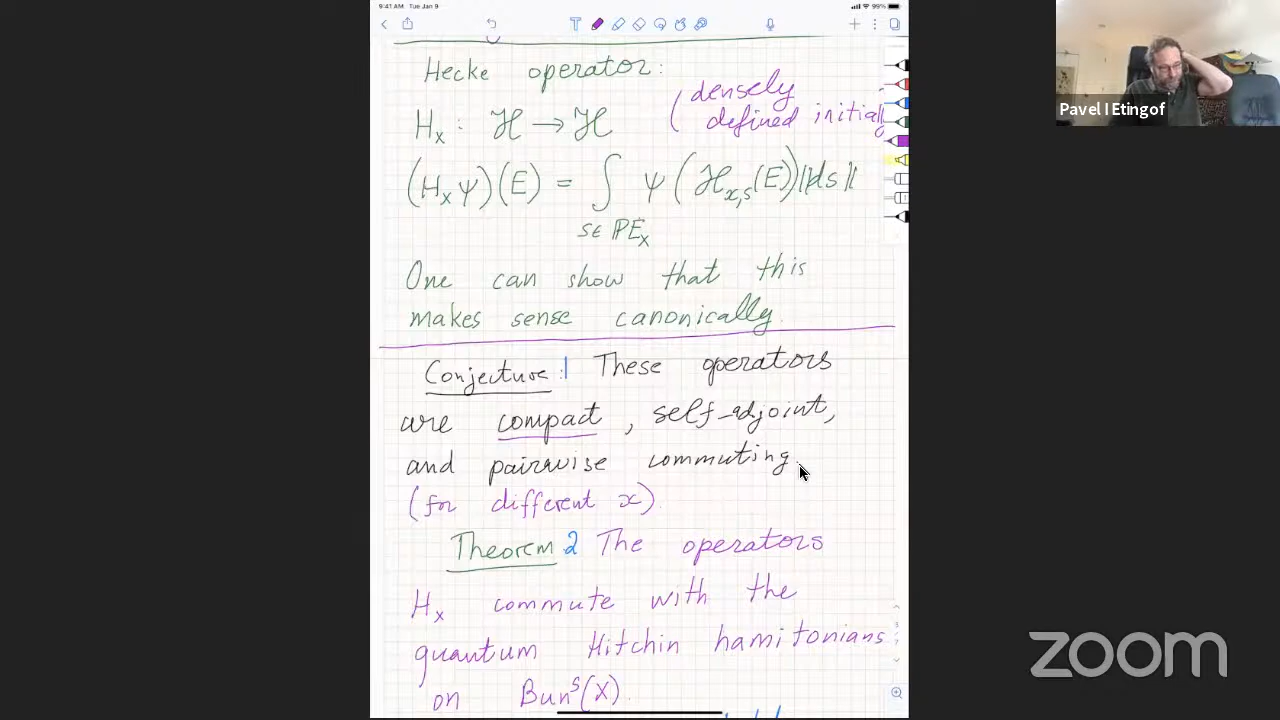 9:41 AM Tue Jan 9
99%
Hecke operator:
(densely
defined initially
H_x : ℋ → ℋ
(H_x ψ)(E) = ∫ ψ(ℋ_{x,s}(E)) ||ds||
s∈ ℙE_x
One can show that this
makes sense canonically.
Conjecture:1 These operators
are compact, self-adjoint,
and pairwise commuting.
(for different x).
Theorem 2 The operators
H_x commute with the
quantum Hitchin hamitonians
on Bun^s(X).
Pavel I Etingof
zoom